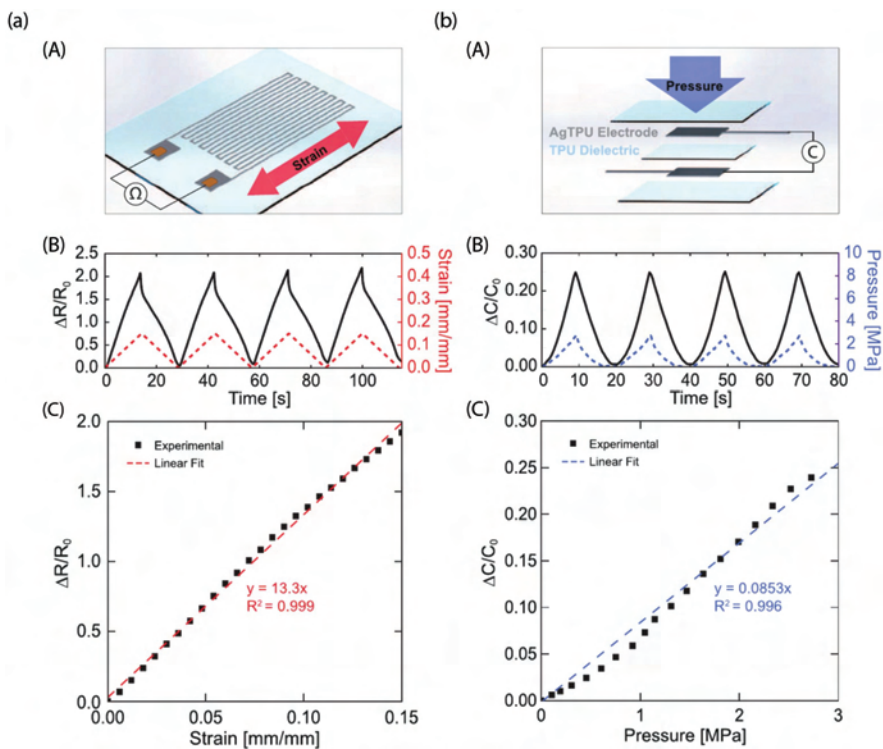 (a)
(A)
Strain
Ω
(B)
2.5
2.0
1.5
1.0
0.5
0.0
ΔR/R₀
0.5
0.4
0.3
0.2
0.1
0.0
Strain [mm/mm]
0 20 40 60 80 100
Time [s]
(C)
2.0
1.5
1.0
0.5
0.0
ΔR/R₀
Experimental
Linear Fit
y = 13.3x
R² = 0.999
0.00 0.05 0.10 0.15
Strain [mm/mm]
(b)
(A)
Pressure
AgTPU Electrode
TPU Dielectric
C
(B)
0.30
0.20
0.10
0.00
ΔC/C₀
10
8
6
4
2
0
Pressure [MPa]
0 10 20 30 40 50 60 70 80
Time [s]
(C)
0.30
0.25
0.20
0.15
0.10
0.05
0.00
ΔC/C₀
Experimental
Linear Fit
y = 0.0853x
R² = 0.996
0 1 2 3
Pressure [MPa]